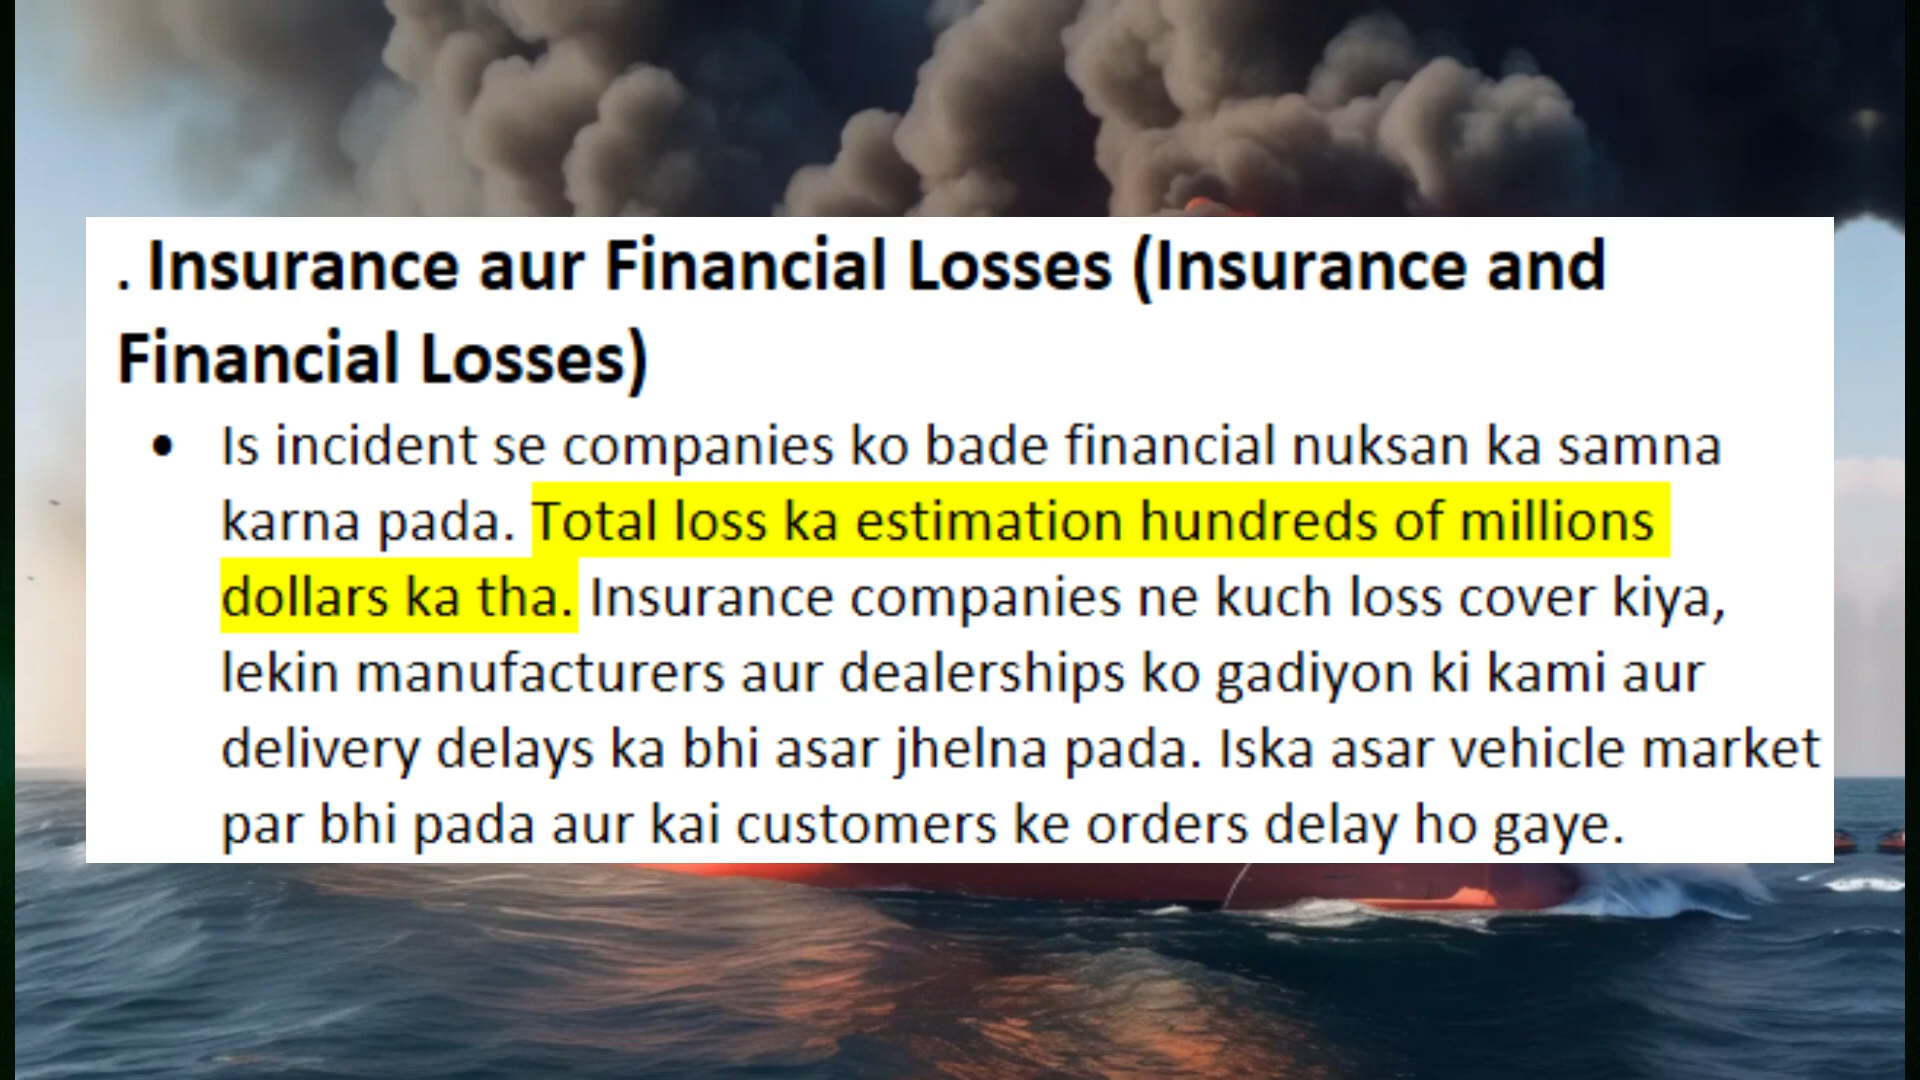 . Insurance aur Financial Losses (Insurance and
Financial Losses)
• Is incident se companies ko bade financial nuksan ka samna
karna pada. Total loss ka estimation hundreds of millions
dollars ka tha. Insurance companies ne kuch loss cover kiya,
lekin manufacturers aur dealerships ko gadiyon ki kami aur
delivery delays ka bhi asar jhelna pada. Iska asar vehicle market
par bhi pada aur kai customers ke orders delay ho gaye.